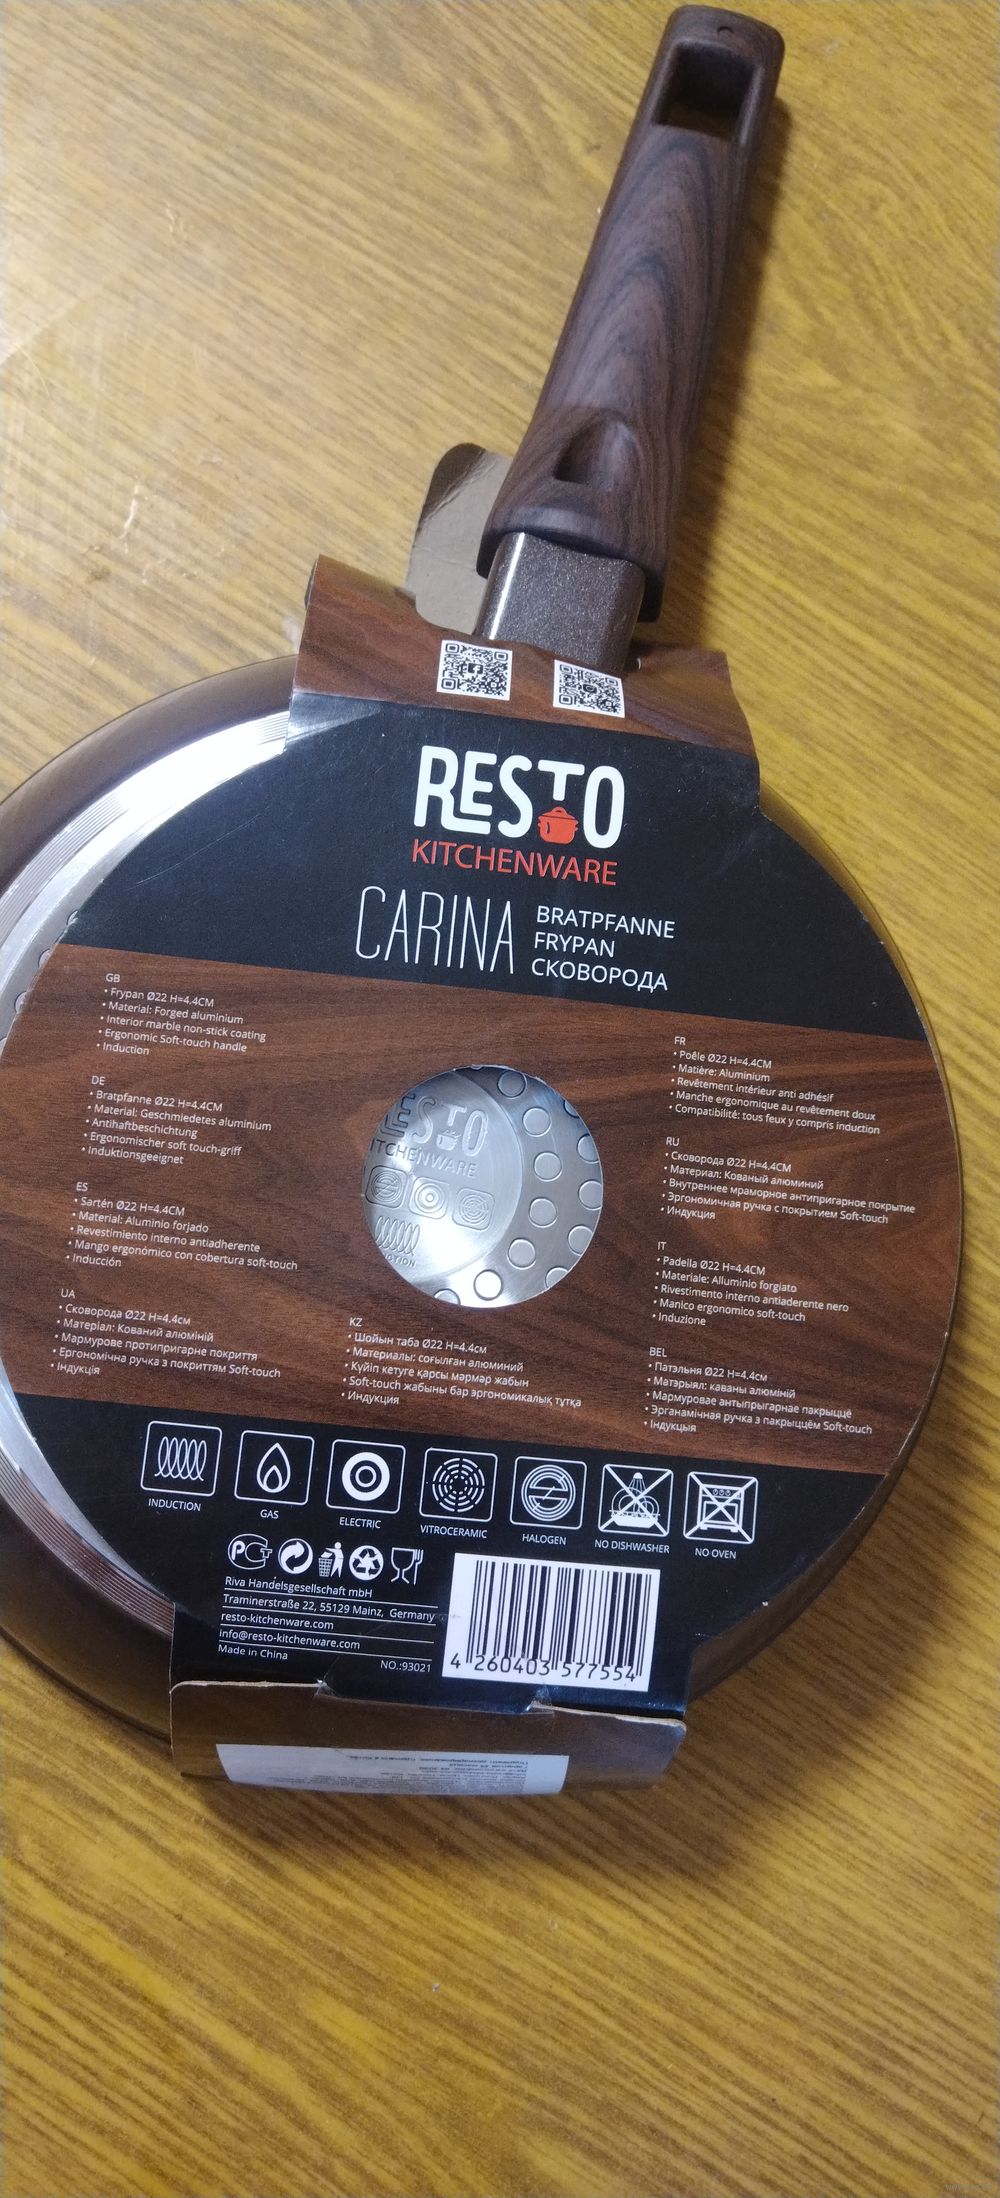 RESTO
KITCHENWARE
CARINA
BRATPFANNE
FRYPAN
СКОВОРОДА
GB
• Frypan Ø22 H=4.4CM
• Material: Forged aluminium
• Interior marble non-stick coating
• Ergonomic Soft-touch handle
• Induction
DE
• Bratpfanne Ø22 H=4.4CM
• Material: Geschmiedetes aluminium
• Antihaftbeschichtung
• Ergonomischer soft touch-griff
• Induktionsgeeignet
ES
• Sartén Ø22 H=4.4CM
• Material: Aluminio forjado
• Revestimiento interno antiadherente
• Mango ergonómico con cobertura soft-touch
• Inducción
UA
• Сковорода Ø22 H=4.4см
• Матеріал: Кований алюміній
• Мармурове протипригарне покриття
• Ергономічна ручка з покриттям Soft-touch
• Індукція
KZ
• Шойын таба Ø22 H=4.4см
• Материалы: соғылған алюминий
• Күйіп кетуге қарсы мәрмәр жабын
• Soft-touch жабыны бар эргономикалық тұтқа
• Индукция
FR
• Poêle Ø22 H=4.4CM
• Matière: Aluminium
• Revêtement intérieur anti adhésif
• Manche ergonomique au revêtement doux
• Compatibilité: tous feux y compris induction
RU
• Сковорода Ø22 H=4.4CM
• Материал: Кованый алюминий
• Внутреннее мраморное антипригарное покрытие
• Эргономичная ручка с покрытием Soft-touch
• Индукция
IT
• Padella Ø22 H=4.4CM
• Materiale: Alluminio forgiato
• Rivestimento interno antiaderente nero
• Manico ergonomico soft-touch
• Induzione
BEL
• Патэльня Ø22 H=4.4см
• Матэрыял: каваны алюміній
• Мармуровае антыпрыгарнае пакрыццё
• Эрганамічная ручка з пакрыццём Soft-touch
• Індукцыя
ESTO
TCHENWARE
INDUCTION
GAS
ELECTRIC
VITROCERAMIC
HALOGEN
NO DISHWASHER
NO OVEN
Riva Handelsgesellschaft mbH
Traminerstraße 22, 55129 Mainz, Germany
resto-kitchenware.com
info@resto-kitchenware.com
Made in China
NO.:93021
4 260403 577554